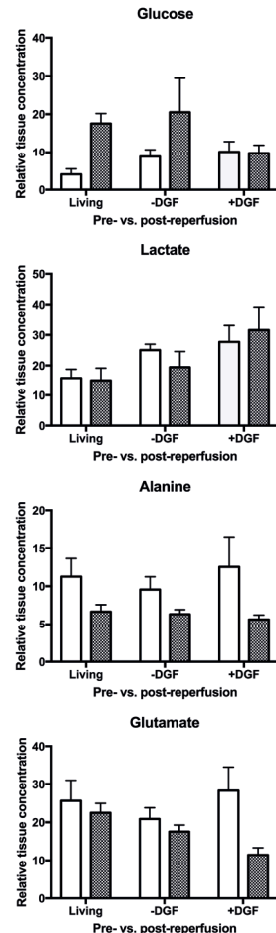 Glucose
Relative tissue concentration
40
30
20
10
0
Living
-DGF
+DGF
Pre- vs. post-reperfusion
Lactate
Relative tissue concentration
50
40
30
20
10
0
Living
-DGF
+DGF
Pre- vs. post-reperfusion
Alanine
Relative tissue concentration
20
15
10
5
0
Living
-DGF
+DGF
Pre- vs. post-reperfusion
Glutamate
Relative tissue concentration
40
30
20
10
0
Living
-DGF
+DGF
Pre- vs. post-reperfusion